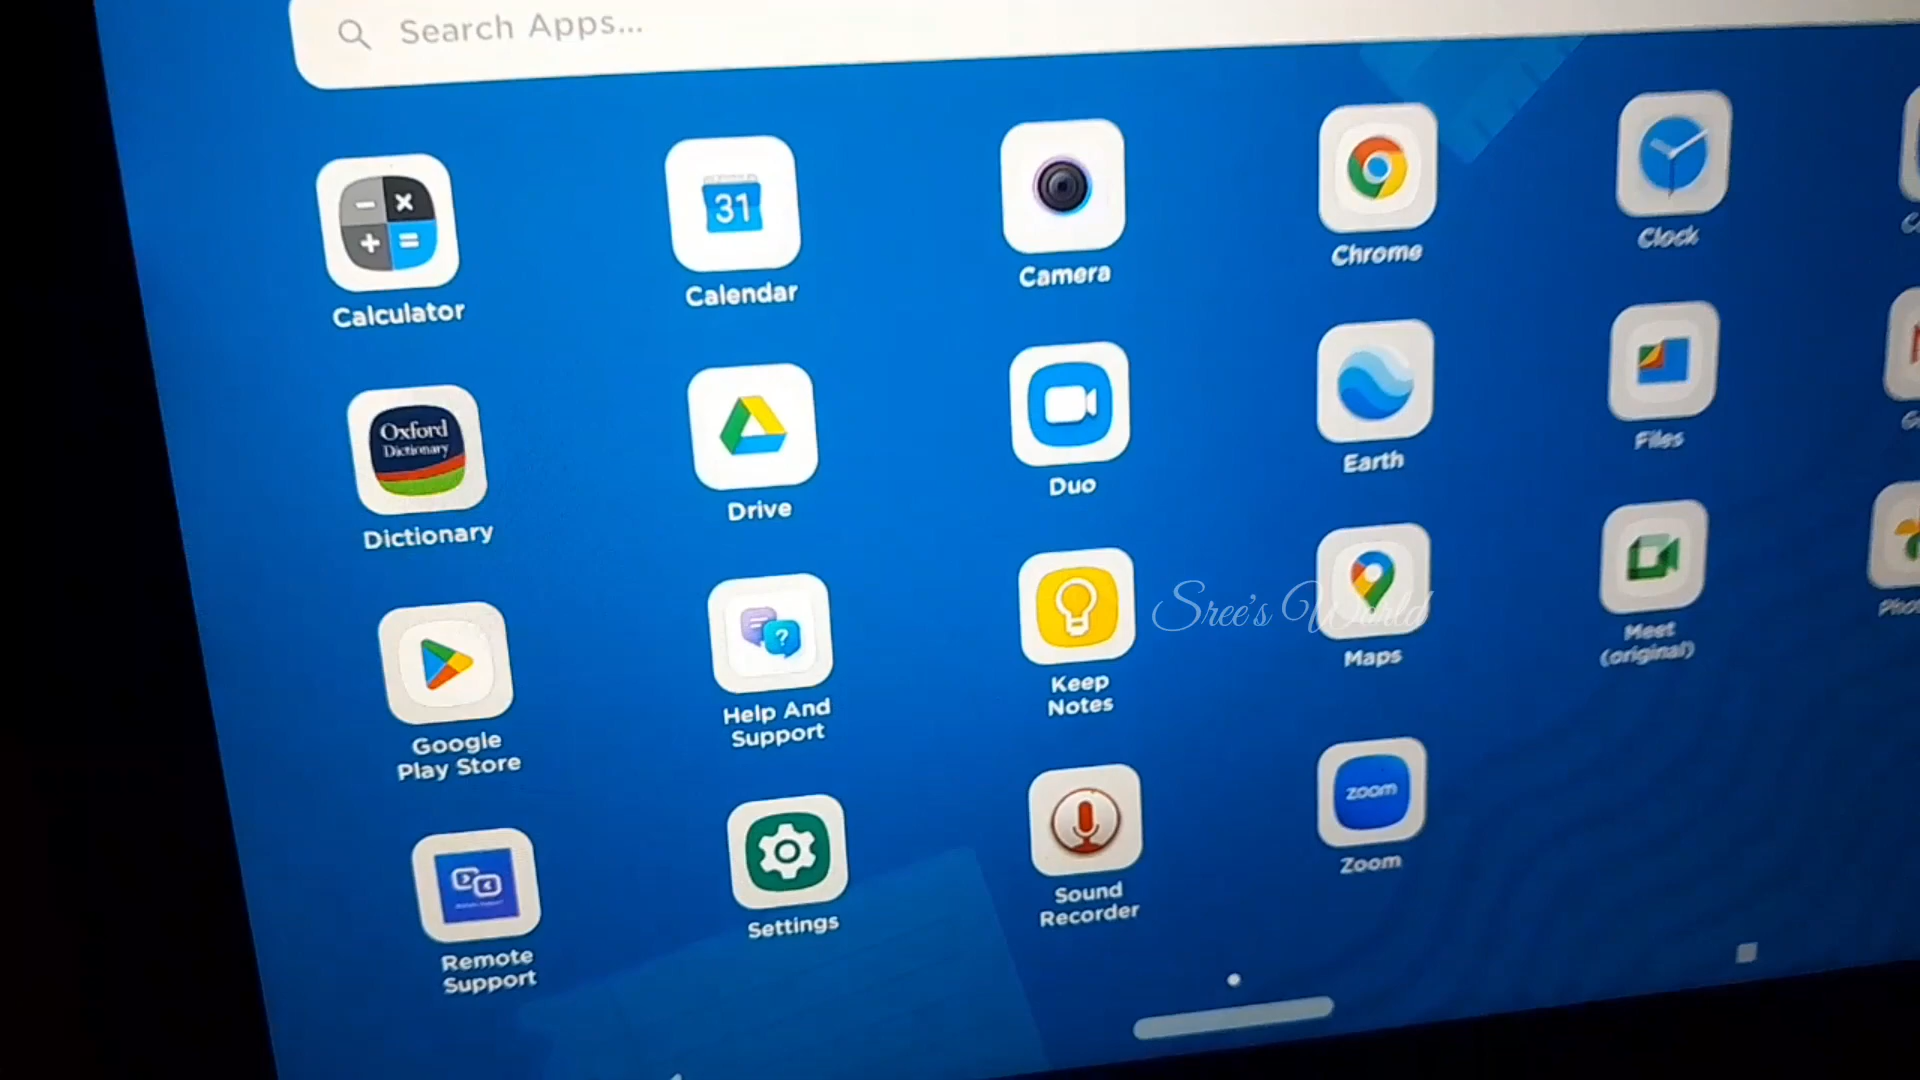 Search Apps...
31
Calculator
Calendar
Camera
Chrome
Clock
Oxford
Dictionary
Dictionary
Drive
Duo
Earth
Files
Sree's World
Google
Play Store
?
Help And
Support
Keep
Notes
Maps
Meet
(original)
Remote
Support
Settings
Sound
Recorder
zoom
Zoom